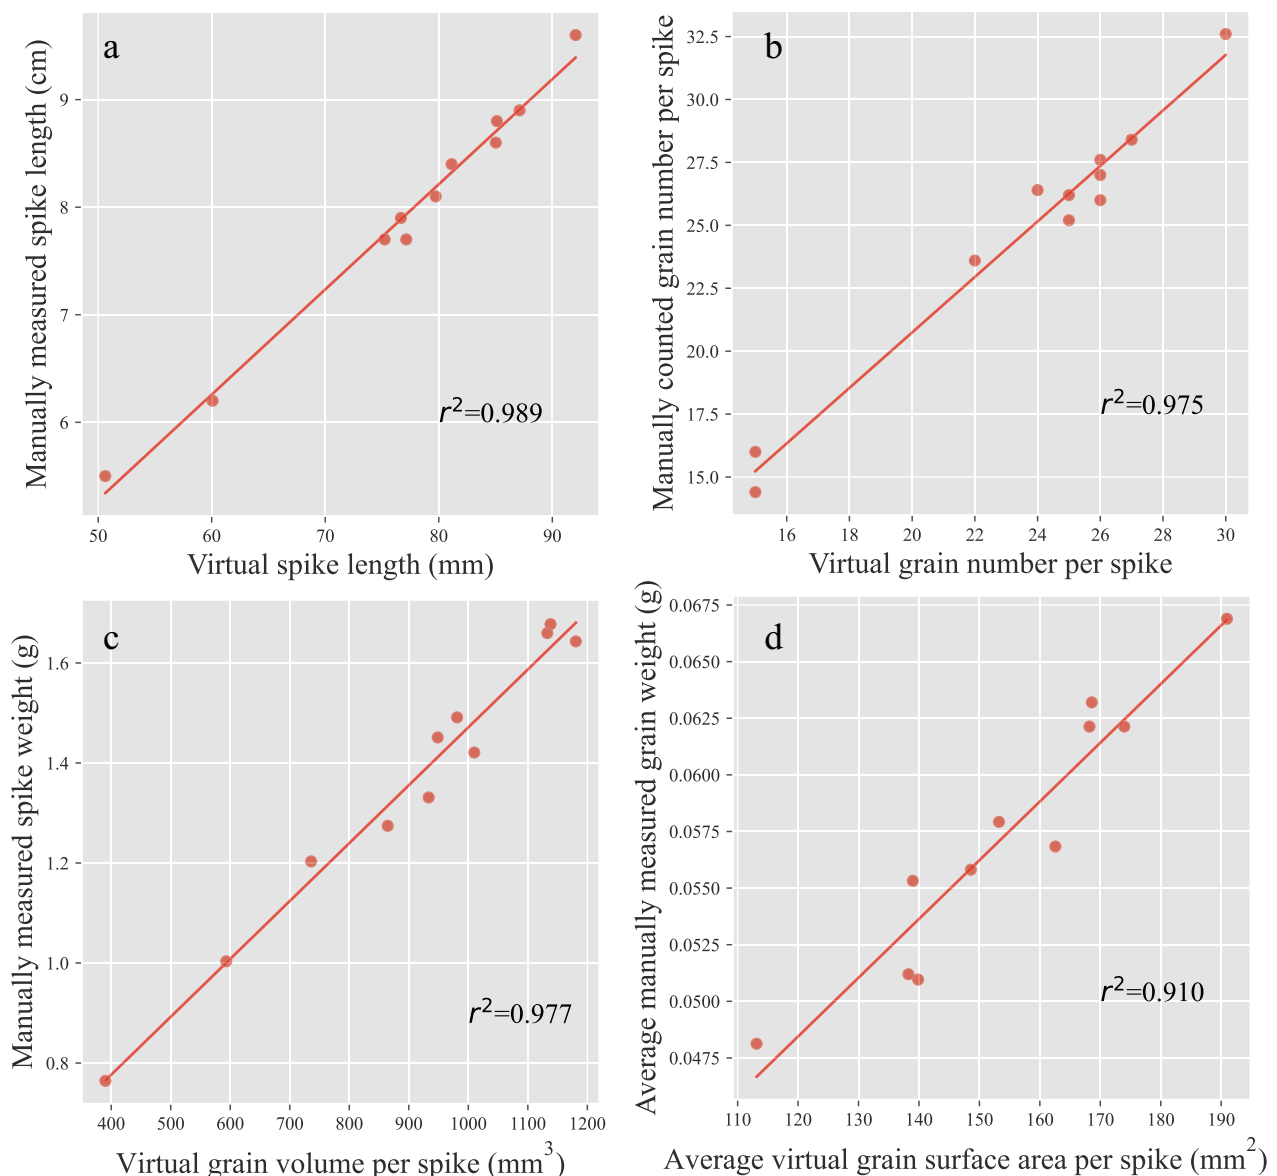 a
Manually measured spike length (cm)
9
8
7
6
r²=0.989
50 60 70 80 90
Virtual spike length (mm)
b
Manually counted grain number per spike
32.5
30.0
27.5
25.0
22.5
20.0
17.5
15.0
r²=0.975
16 18 20 22 24 26 28 30
Virtual grain number per spike
c
Manually measured spike weight (g)
1.6
1.4
1.2
1.0
0.8
r²=0.977
400 500 600 700 800 900 1000 1100 1200
Virtual grain volume per spike (mm³)
d
Average manually measured grain weight (g)
0.0675
0.0650
0.0625
0.0600
0.0575
0.0550
0.0525
0.0500
0.0475
r²=0.910
110 120 130 140 150 160 170 180 190
Average virtual grain surface area per spike (mm²)